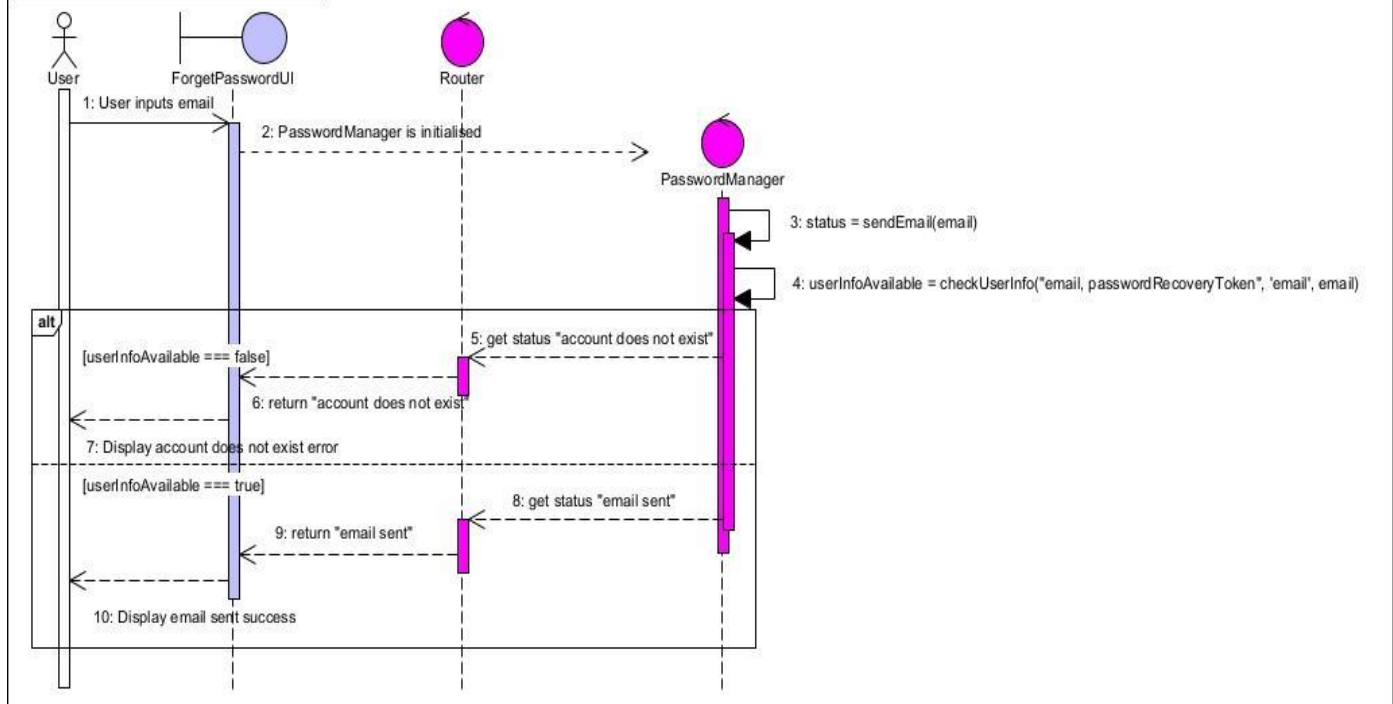 User
ForgetPasswordUI
Router
1: User inputs email
2: PasswordManager is initialised
PasswordManager
3: status = sendEmail(email)
4: userInfoAvailable = checkUserInfo("email, passwordRecoveryToken", 'email', email)
alt
5: get status "account does not exist"
[userInfoAvailable === false]
6: return "account does not exist"
7: Display account does not exist error
[userInfoAvailable === true]
8: get status "email sent"
9: return "email sent"
10: Display email sent success